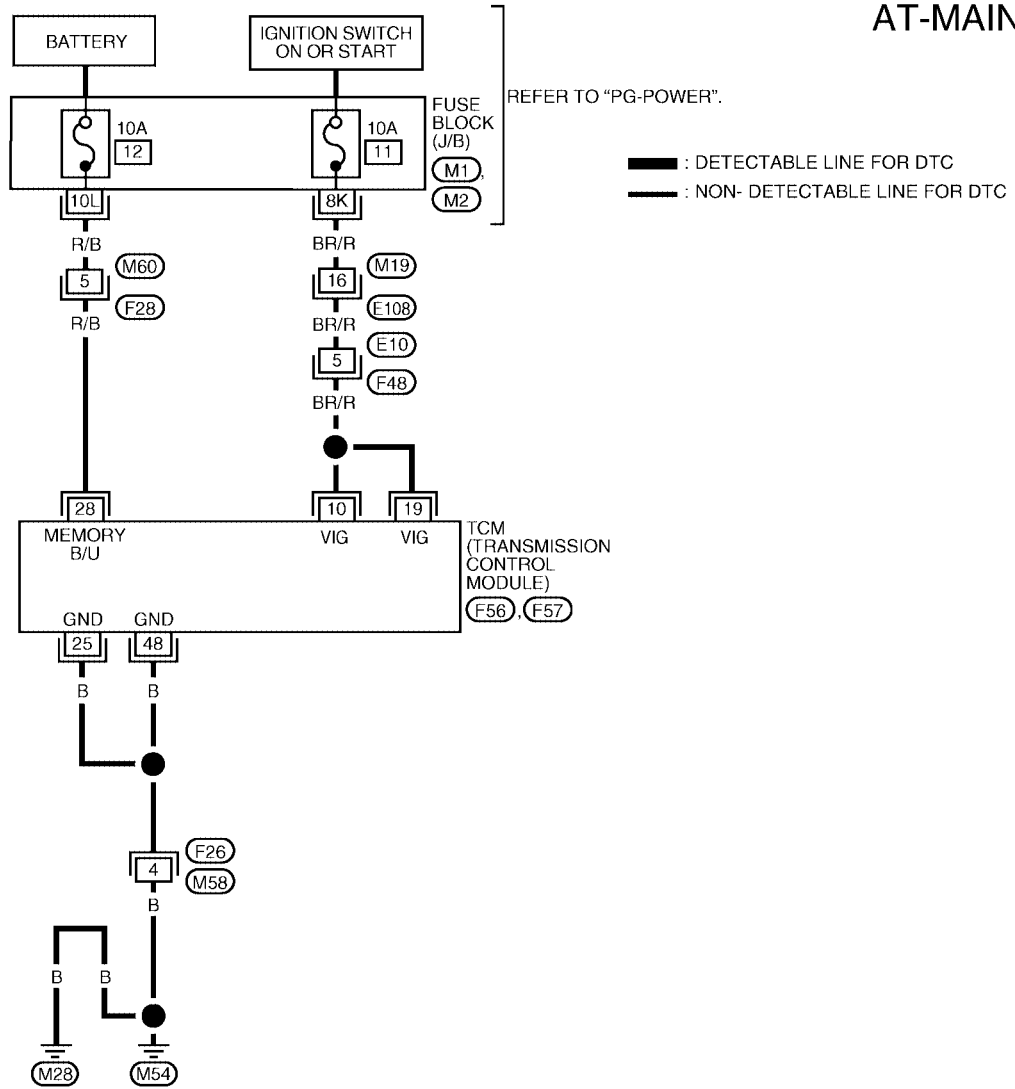 AT-MAIN
BATTERY
IGNITION SWITCH
ON OR START
REFER TO “PG-POWER”.
FUSE
BLOCK
(J/B)
10A
12
10A
11
M1,
M2
: DETECTABLE LINE FOR DTC
: NON- DETECTABLE LINE FOR DTC
10L
8K
R/B
BR/R
5
M60
F28
16
M19
E108
R/B
BR/R
5
E10
F48
BR/R
28
10
19
MEMORY
B/U
VIG
VIG
TCM
(TRANSMISSION
CONTROL
MODULE)
F56, F57
GND
GND
25
48
B
B
4
F26
M58
B
B
B
M28
M54